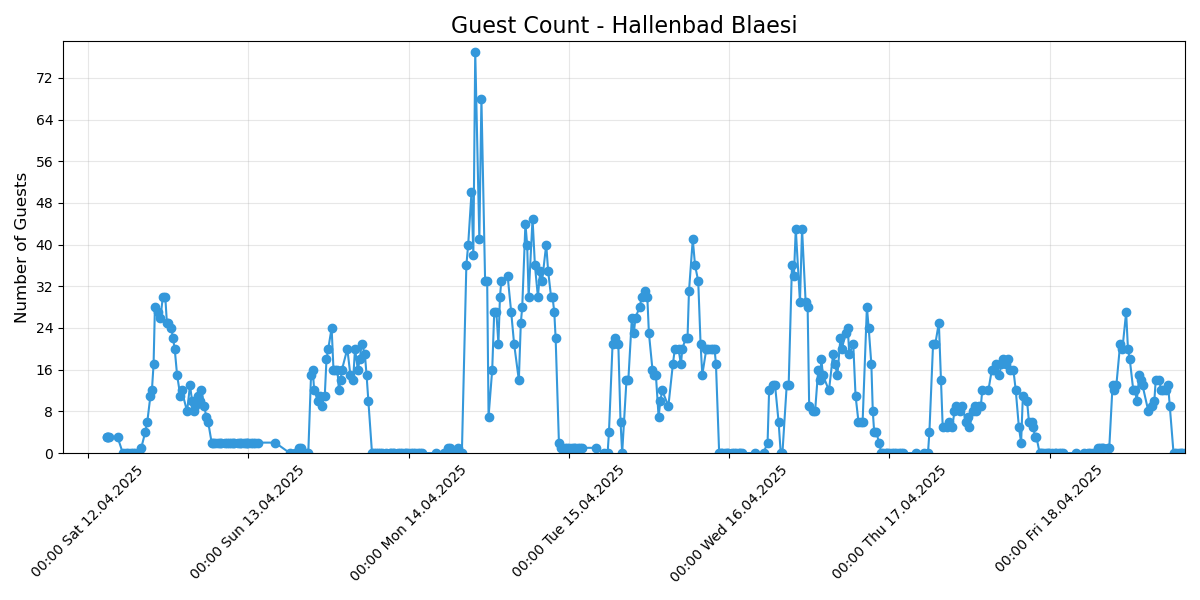 Guest Count - Hallenbad Blaesi
Number of Guests
72
64
56
48
40
32
24
16
8
0
00:00 Sat 12.04.2025
00:00 Sun 13.04.2025
00:00 Mon 14.04.2025
00:00 Tue 15.04.2025
00:00 Wed 16.04.2025
00:00 Thu 17.04.2025
00:00 Fri 18.04.2025